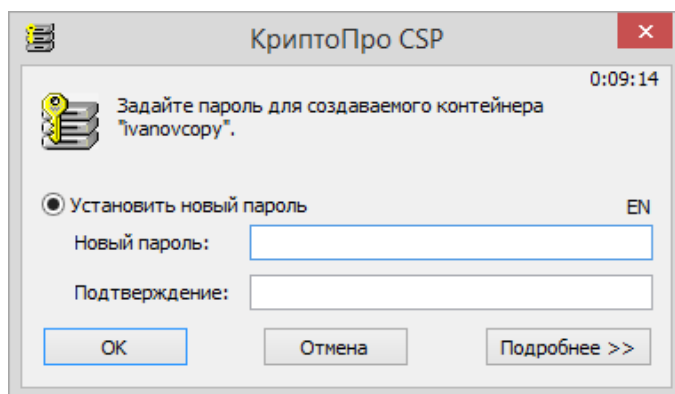 КриптоПро CSP
0:09:14
Задайте пароль для создаваемого контейнера
"ivanovcopy".
Установить новый пароль
EN
Новый пароль:
Подтверждение:
OK
Отмена
Подробнее >>